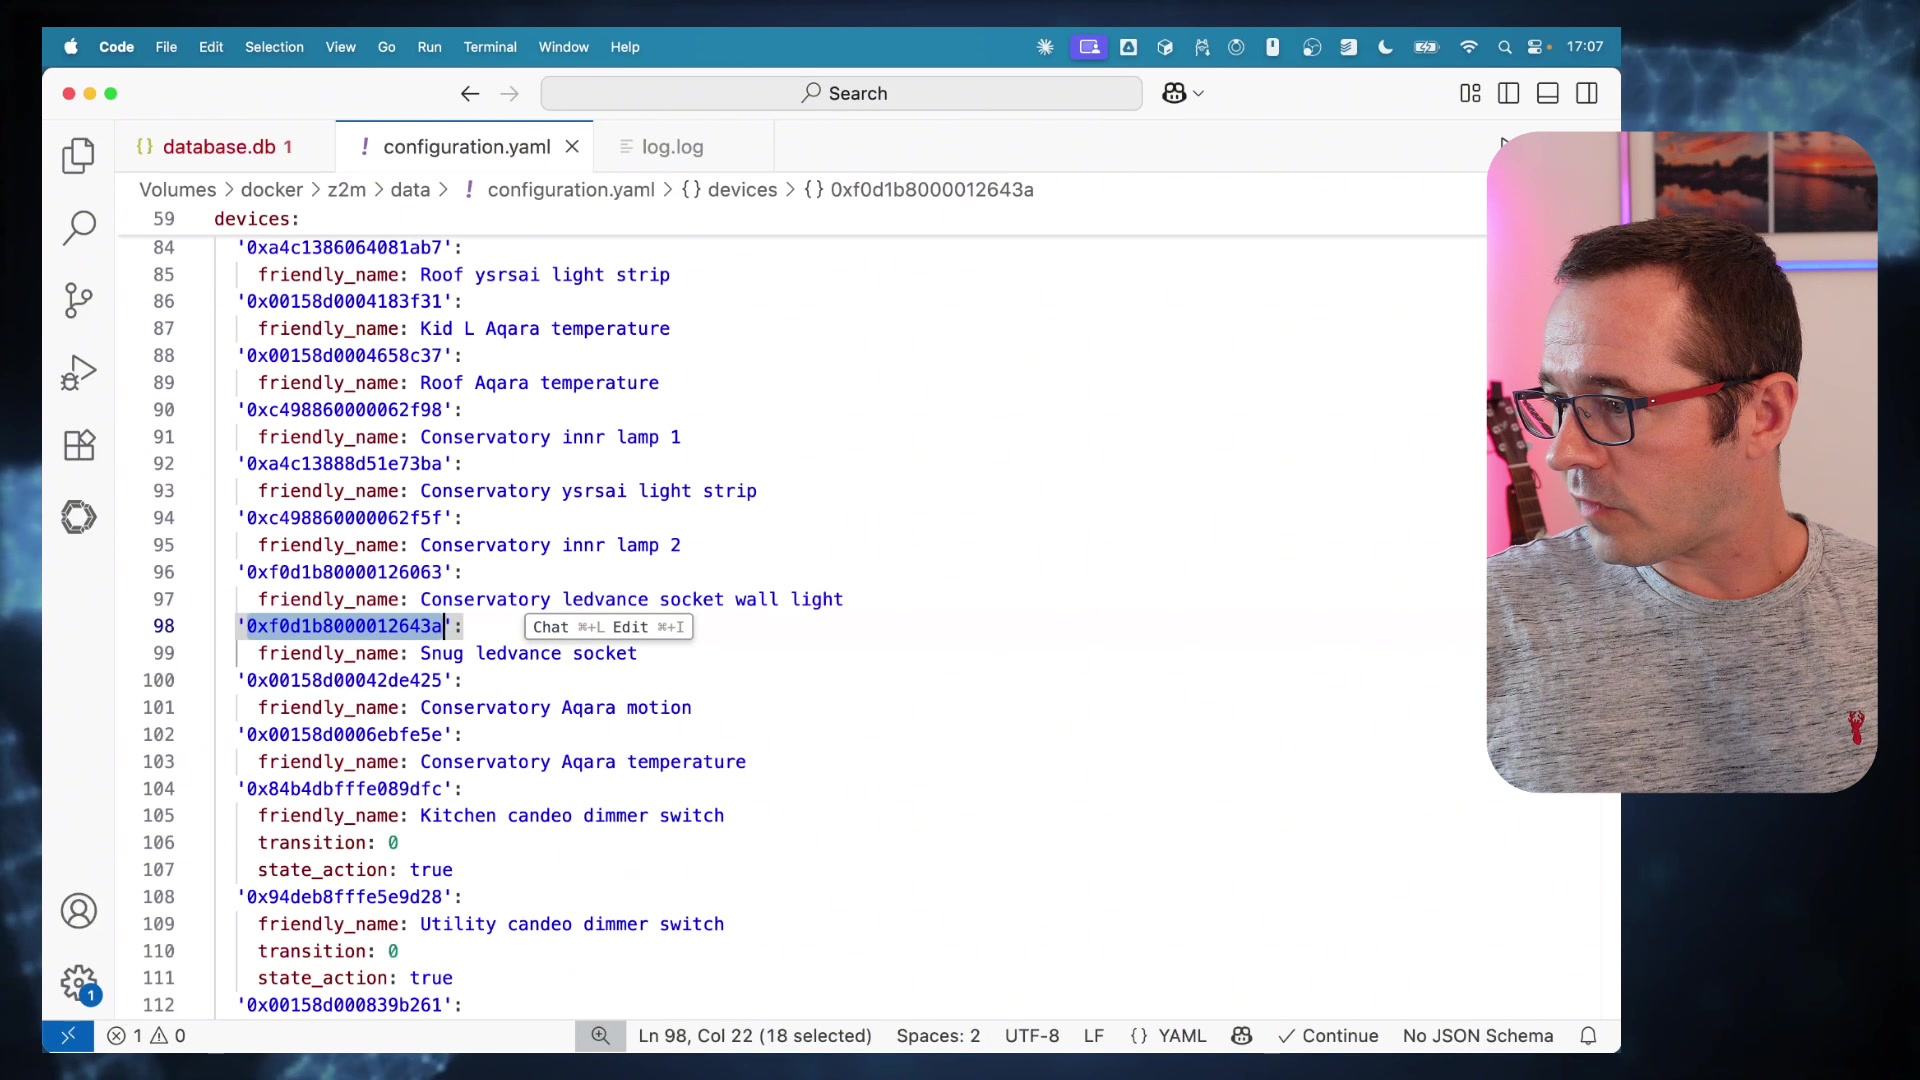 Code File Edit Selection View Go Run Terminal Window Help 17:07
Search
{} database.db 1 ! configuration.yaml log.log
Volumes > docker > z2m > data > ! configuration.yaml > {} devices > {} 0xf0d1b8000012643a
59 devices:
84 '0xa4c1386064081ab7':
85 friendly_name: Roof ysrsai light strip
86 '0x00158d0004183f31':
87 friendly_name: Kid L Aqara temperature
88 '0x00158d0004658c37':
89 friendly_name: Roof Aqara temperature
90 '0xc498860000062f98':
91 friendly_name: Conservatory innr lamp 1
92 '0xa4c13888d51e73ba':
93 friendly_name: Conservatory ysrsai light strip
94 '0xc498860000062f5f':
95 friendly_name: Conservatory innr lamp 2
96 '0xf0d1b80000126063':
97 friendly_name: Conservatory ledvance socket wall light
98 '0xf0d1b8000012643a': Chat ⌘+L Edit ⌘+I
99 friendly_name: Snug ledvance socket
100 '0x00158d00042de425':
101 friendly_name: Conservatory Aqara motion
102 '0x00158d0006ebfe5e':
103 friendly_name: Conservatory Aqara temperature
104 '0x84b4dbfffe089dfc':
105 friendly_name: Kitchen candeo dimmer switch
106 transition: 0
107 state_action: true
108 '0x94deb8fffe5e9d28':
109 friendly_name: Utility candeo dimmer switch
110 transition: 0
111 state_action: true
112 '0x00158d000839b261':
1
1 0 Ln 98, Col 22 (18 selected) Spaces: 2 UTF-8 LF {} YAML Continue No JSON Schema